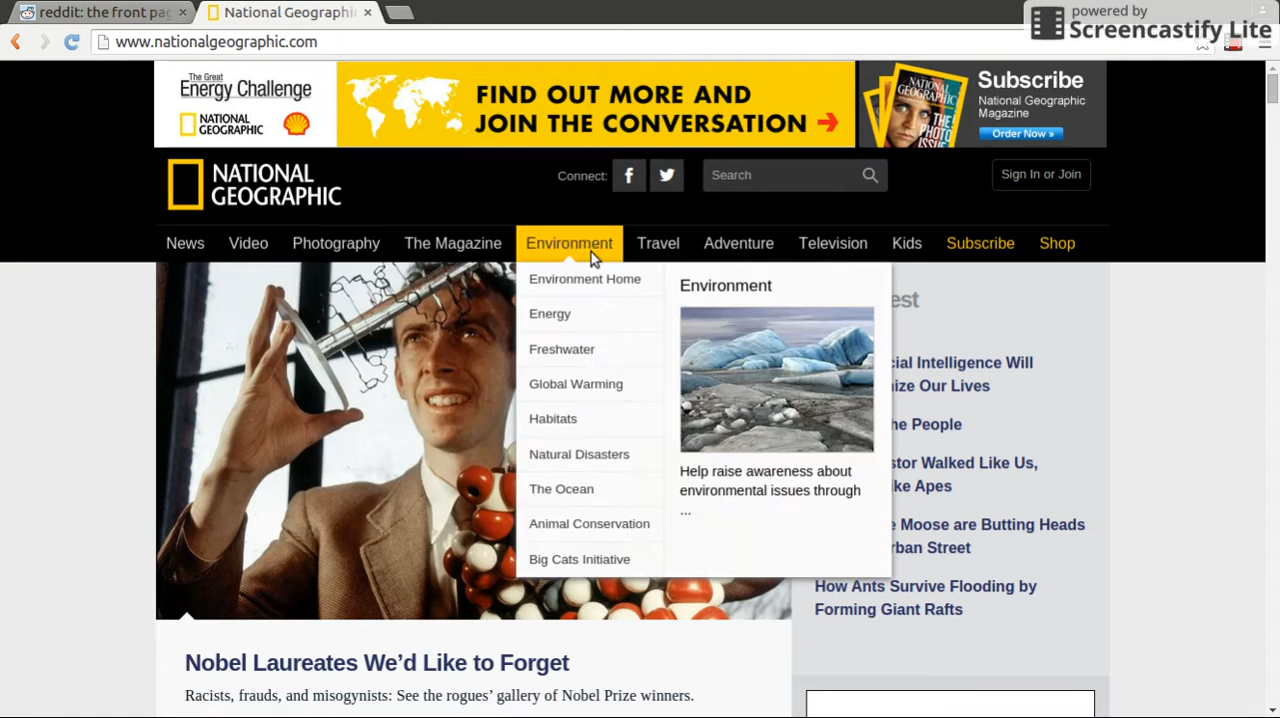 reddit: the front pag
National Geographi
powered by
Screencastify Lite
www.nationalgeographic.com
The Great
Energy Challenge
NATIONAL
GEOGRAPHIC
FIND OUT MORE AND
JOIN THE CONVERSATION
Subscribe
National Geographic
Magazine
Order Now »
NATIONAL
GEOGRAPHIC
Connect:
Search
Sign In or Join
News Video Photography The Magazine Environment Travel Adventure Television Kids Subscribe Shop
Environment Home
Energy
Freshwater
Global Warming
Habitats
Natural Disasters
The Ocean
Animal Conservation
Big Cats Initiative
Environment
Help raise awareness about
environmental issues through
...
est
cial Intelligence Will
ize Our Lives
he People
stor Walked Like Us,
ke Apes
e Moose are Butting Heads
rban Street
How Ants Survive Flooding by
Forming Giant Rafts
Nobel Laureates We’d Like to Forget
Racists, frauds, and misogynists: See the rogues’ gallery of Nobel Prize winners.